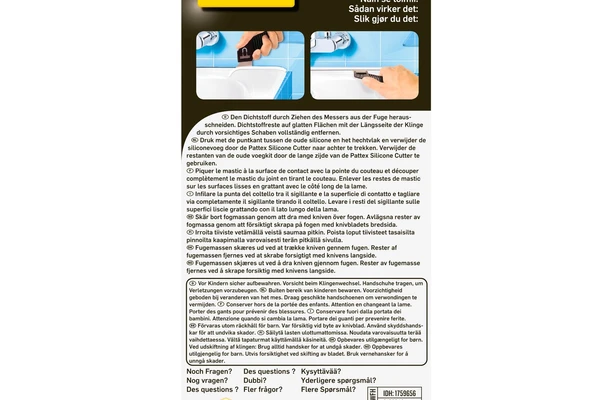 Sådan virker det:
Slik gjør du det:
Den Dichtstoff durch Ziehen des Messers aus der Fuge heraus-
schneiden. Dichtstoffreste auf glatten Flächen mit der Längsseite der Klinge
durch vorsichtiges Schaben vollständig entfernen.
Druk met de puntkant tussen de oude silicone en het hechtvlak en verwijder de
siliconevoeg door de Pattex Silicone Cutter naar achter te trekken. Verwijder de
restanten van de oude voegkit door de lange zijde van de Pattex Silicone Cutter te
gebruiken.
Piquer le mastic à la surface de contact avec la pointe du couteau et découper
complètement le mastic du joint en tirant le couteau. Enlever les restes de mastic
sur les surfaces lisses en grattant avec le côté long de la lame.
Infilare la punta del coltello tra il sigillante e la superficie di contatto e tagliare
via completamente il sigillante tirando il coltello. Levare i resti del sigillante sulle
superfici liscie grattando con il lato lungo della lama.
Skär bort fogmassan genom att dra med kniven över fogen. Avlägsna rester av
fogmassa genom att försiktigt skrapa på fogen med knivbladets bredsida.
Irroita tiiviste vetämällä veistä saumaa pitkin. Poista loput tiivisteet tasaisilta
pinnoilta kaapimalla varovaisesti terän pitkällä sivulla.
Fugemassen skæres ud ved at trække kniven gennem fugen. Rester af
fugemassen fjernes ved at skrabe forsigtigt med knivens langside.
Fugemassen skjæres ut ved å dra kniven gjennom fugen. Rester av fugemasse
fjernes ved å skrape forsiktig med knivens langside.
Vor Kindern sicher aufbewahren. Vorsicht beim Klingenwechsel. Handschuhe tragen, um
Verletzungen vorzubeugen. Buiten bereik van kinderen bewaren. Voorzichtigheid
geboden bij veranderen van het mes. Draag geschikte handschoenen om verwondingen te
vermijden. Conserver hors de la portée des enfants. Attention en changeant la lame.
Porter des gants pour prévenir des blessures. Conservare fuori dalla portata dei
bambini. Attenzione quando si cambia la lama. Portare dei guanti per prevenire ferite.
Förvaras utom räckhåll för barn. Var försiktig vid byte av knivblad. Använd skyddshands-
kar för att undvika skador. Säilytä lasten ulottumattomissa. Noudata varovaisuutta terää
vaihdettaessa. Vältä tapaturmat käyttämällä käsineitä. Opbevares utilgængeligt for børn.
Ved udskiftning af klingen: Brug altid handsker for at undgå skader. Oppbevares
utilgjengelig for barn. Utvis forsiktighet ved skifting av bladet. Bruk vernehansker for å
unngå skader.
Noch Fragen? Des questions ? Kysyttävää?
Nog vragen? Dubbi? Yderligere spørgsmål?
Des questions ? Fler frågor? Flere Spørsmål?
IDH: 1759656